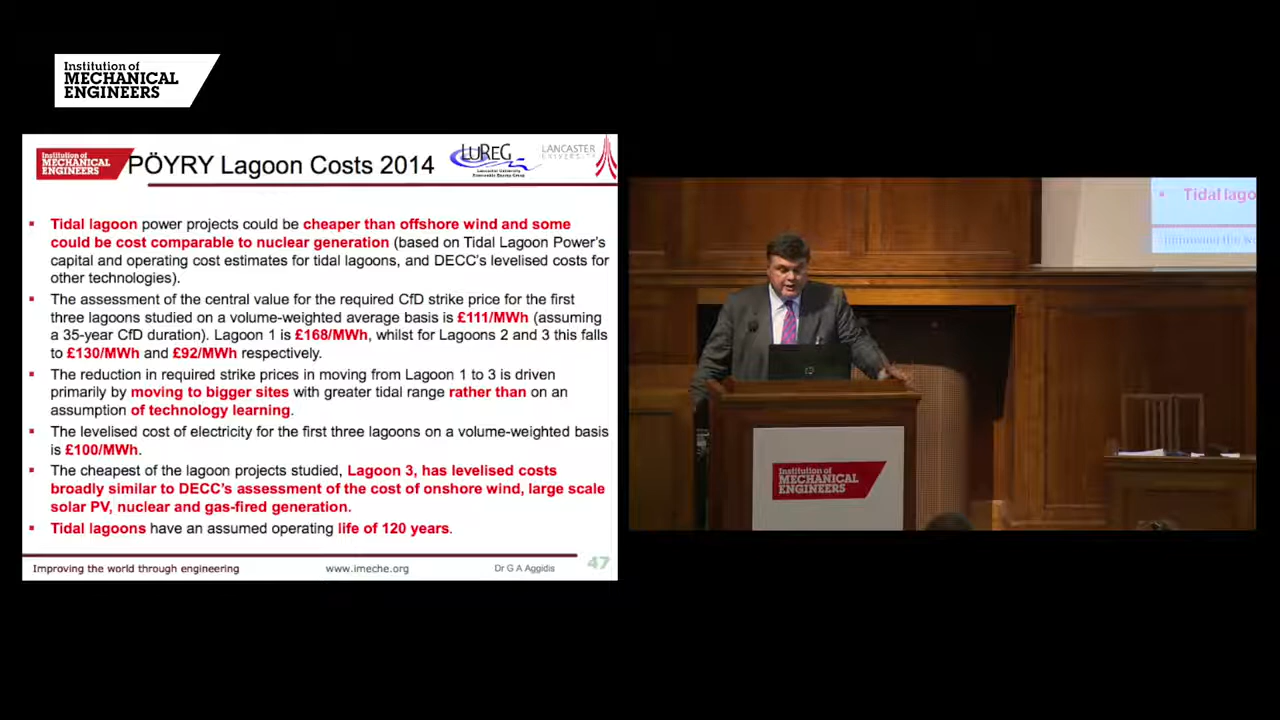 Institution of
MECHANICAL
ENGINEERS
Institution of
MECHANICAL
ENGINEERS
PÖYRY Lagoon Costs 2014
LUREG
Lancaster University
Renewable Energy Group
LANCASTER
UNIVERSITY
▪ Tidal lagoon power projects could be cheaper than offshore wind and some
could be cost comparable to nuclear generation (based on Tidal Lagoon Power's
capital and operating cost estimates for tidal lagoons, and DECC's levelised costs for
other technologies).
▪ The assessment of the central value for the required CfD strike price for the first
three lagoons studied on a volume-weighted average basis is £111/MWh (assuming
a 35-year CfD duration). Lagoon 1 is £168/MWh, whilst for Lagoons 2 and 3 this falls
to £130/MWh and £92/MWh respectively.
▪ The reduction in required strike prices in moving from Lagoon 1 to 3 is driven
primarily by moving to bigger sites with greater tidal range rather than on an
assumption of technology learning.
▪ The levelised cost of electricity for the first three lagoons on a volume-weighted basis
is £100/MWh.
▪ The cheapest of the lagoon projects studied, Lagoon 3, has levelised costs
broadly similar to DECC's assessment of the cost of onshore wind, large scale
solar PV, nuclear and gas-fired generation.
▪ Tidal lagoons have an assumed operating life of 120 years.
Improving the world through engineering
www.imeche.org
Dr G A Aggidis
47
▪ Tidal lago
Improving the wo
Institution of
MECHANICAL
ENGINEERS